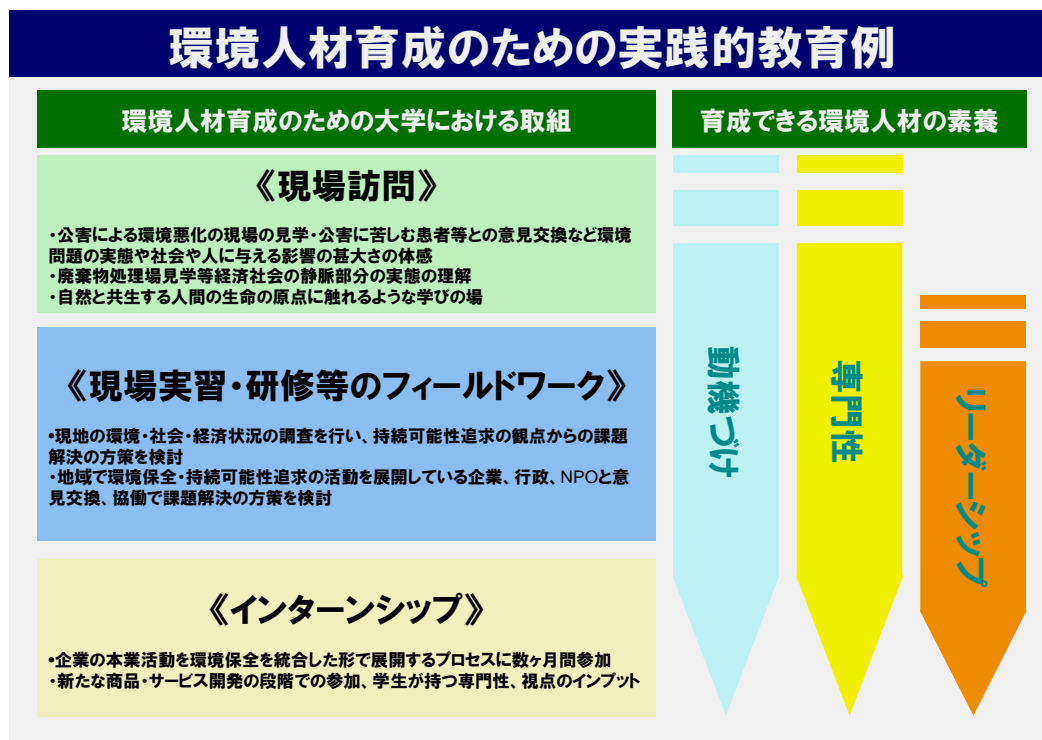 環境人材育成のための実践的教育例
環境人材育成のための大学における取組
育成できる環境人材の素養
《現場訪問》
・公害による環境悪化の現場の見学・公害に苦しむ患者等との意見交換など環境
問題の実態や社会や人に与える影響の甚大さの体感
・廃棄物処理場見学等経済社会の静脈部分の実態の理解
・自然と共生する人間の生命の原点に触れるような学びの場
《現場実習・研修等のフィールドワーク》
•現地の環境・社会・経済状況の調査を行い、持続可能性追求の観点からの課題
解決の方策を検討
・地域で環境保全・持続可能性追求の活動を展開している企業、行政、NPOと意
見交換、協働で課題解決の方策を検討
《インターンシップ》
•企業の本業活動を環境保全を統合した形で展開するプロセスに数ヶ月間参加
・新たな商品・サービス開発の段階での参加、学生が持つ専門性、視点のインプット
動機づけ
専門性
リーダーシップ